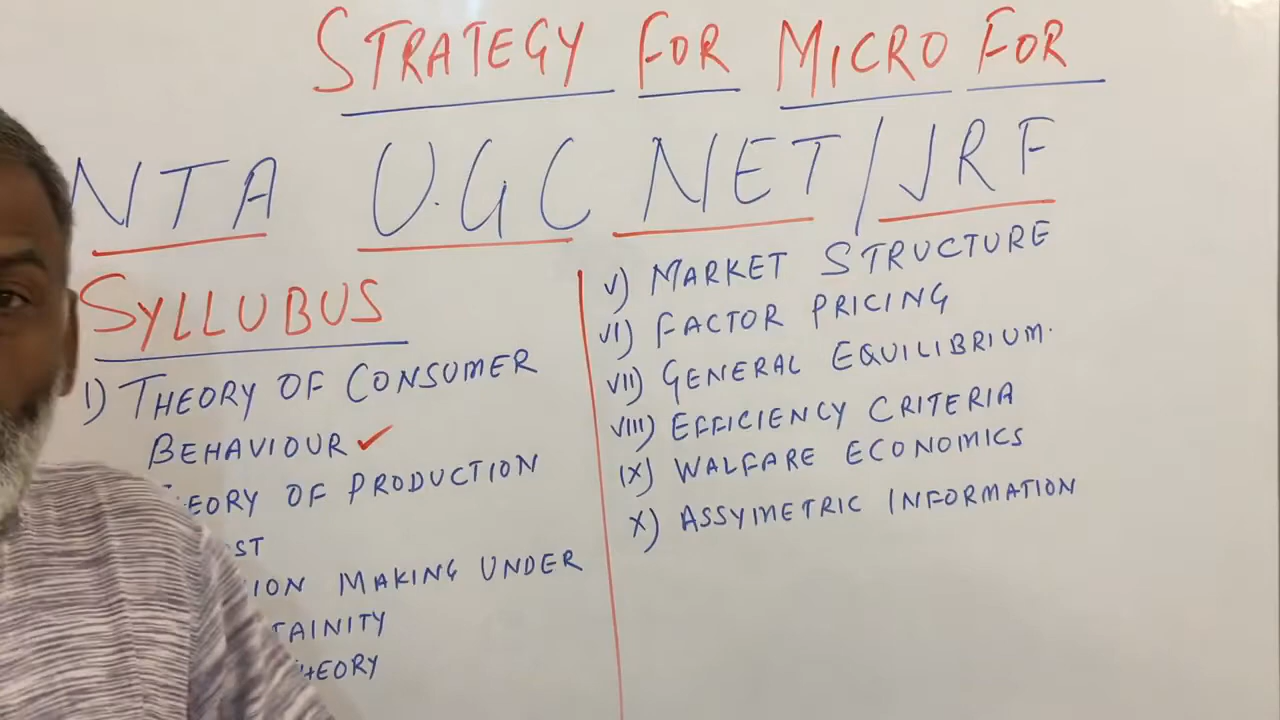 STRATEGY FOR MICRO FOR
NTA U.G.C NET/JRF
SYLLUBUS
I) THEORY OF CONSUMER
BEHAVIOUR ✓
EORY OF PRODUCTION
ST
ION MAKING UNDER
TAINITY
HEORY
V) MARKET STRUCTURE
VI) FACTOR PRICING
VII) GENERAL EQUILIBRIUM.
VIII) EFFICIENCY CRITERIA
IX) WALFARE ECONOMICS
X) ASSYMETRIC INFORMATION